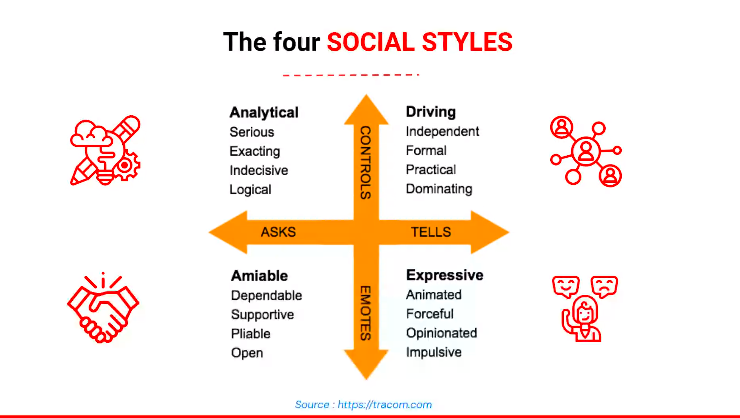 The four SOCIAL STYLES
Analytical
Serious
Exacting
Indecisive
Logical
Driving
Independent
Formal
Practical
Dominating
CONTROLS
ASKS
TELLS
EMOTES
Amiable
Dependable
Supportive
Pliable
Open
Expressive
Animated
Forceful
Opinionated
Impulsive
Source : https://tracom.com